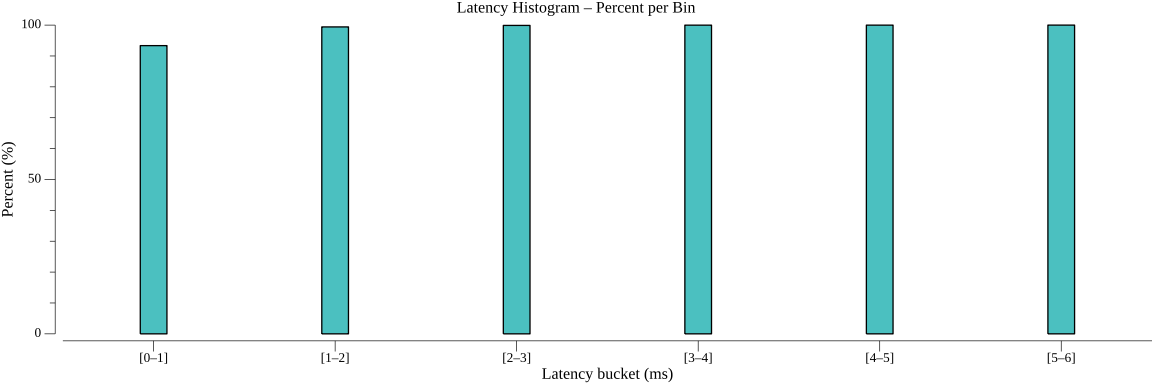 Latency Histogram – Percent per Bin
Percent (%)
100
50
0
[0–1] [1–2] [2–3] [3–4] [4–5] [5–6]
Latency bucket (ms)